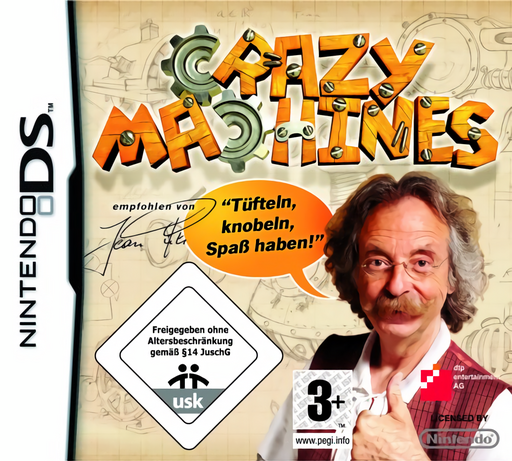 NINTENDO DS™
CRAZY
MACHINES
empfohlen von
"Tüfteln,
knobeln,
Spaß haben!"
Freigegeben ohne
Altersbeschränkung
gemäß §14 JuschG
usk
3+
™
www.pegi.info
dtp
entertainment
AG
LICENSED BY
Nintendo